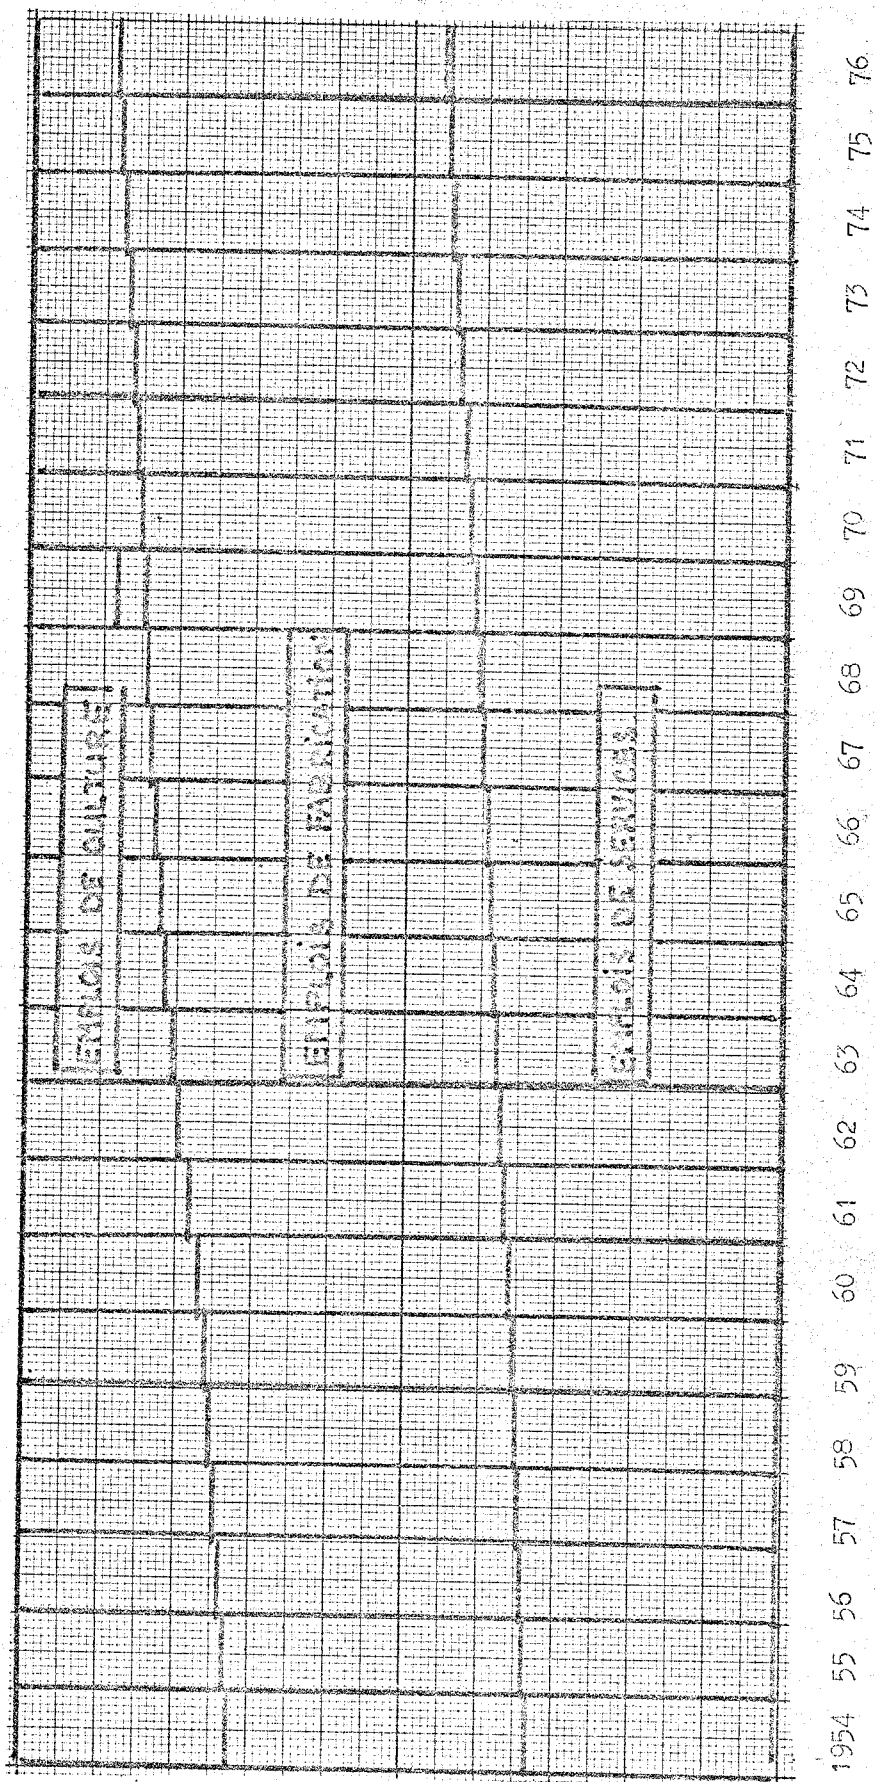 EMPLOIS DE CULTURE
EMPLOIS DE FABRICATION
EMPLOIS DE SERVICES
1954 55 56 57 58 59 60 61 62 63 64 65 66 67 68 69 70 71 72 73 74 75 76